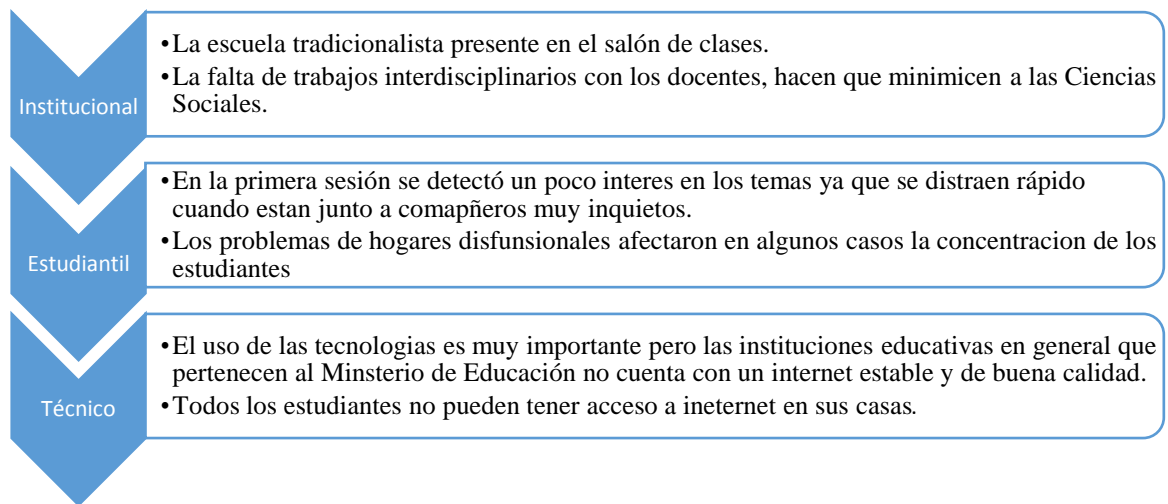 Institucional
•La escuela tradicionalista presente en el salón de clases.
•La falta de trabajos interdisciplinarios con los docentes, hacen que minimicen a las Ciencias
Sociales.
Estudiantil
•En la primera sesión se detectó un poco interes en los temas ya que se distraen rápido
cuando estan junto a comapñeros muy inquietos.
•Los problemas de hogares disfunsionales afectaron en algunos casos la concentracion de los
estudiantes
Técnico
•El uso de las tecnologias es muy importante pero las instituciones educativas en general que
pertenecen al Minsterio de Educación no cuenta con un internet estable y de buena calidad.
•Todos los estudiantes no pueden tener acceso a ineternet en sus casas.